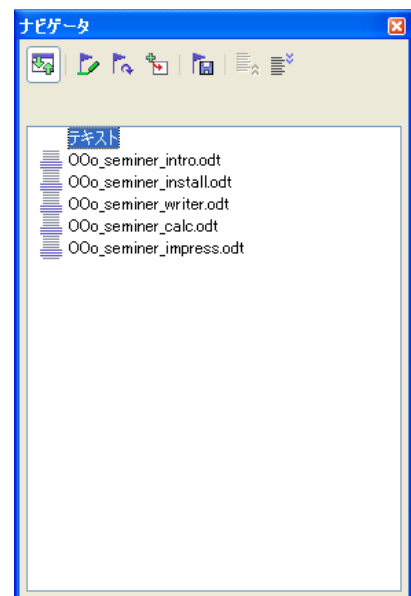 ナビゲータ
テキスト
OOo_seminer_intro.odt
OOo_seminer_install.odt
OOo_seminer_writer.odt
OOo_seminer_calc.odt
OOo_seminer_impress.odt